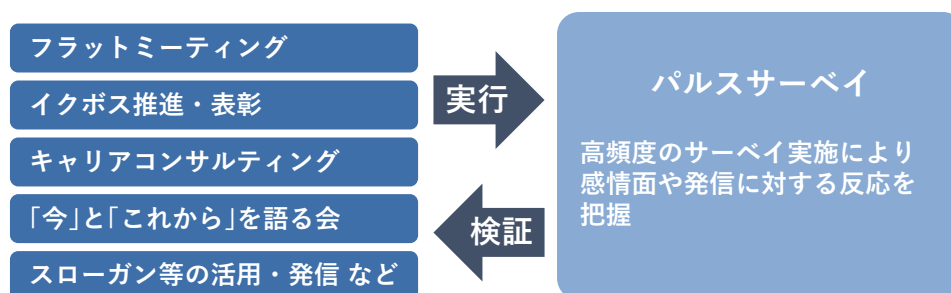 フラットミーティング
イクボス推進・表彰
キャリアコンサルティング
「今」と「これから」を語る会
スローガン等の活用・発信 など
実行
検証
パルスサーベイ
高頻度のサーベイ実施により
感情面や発信に対する反応を
把握